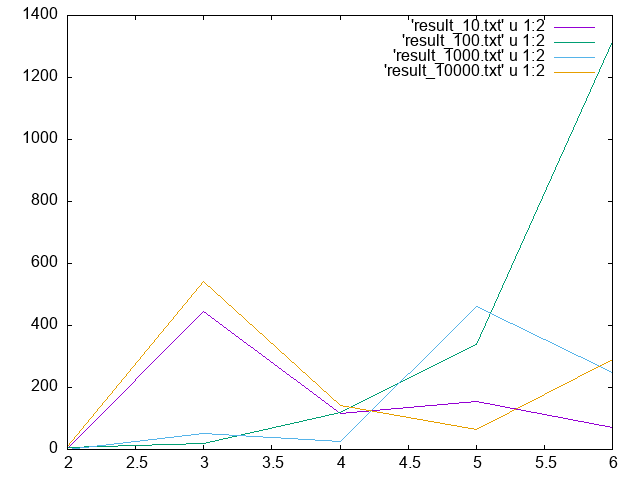 1400
1200
1000
800
600
400
200
0
'result_10.txt' u 1:2
'result_100.txt' u 1:2
'result_1000.txt' u 1:2
'result_10000.txt' u 1:2
2 2.5 3 3.5 4 4.5 5 5.5 6